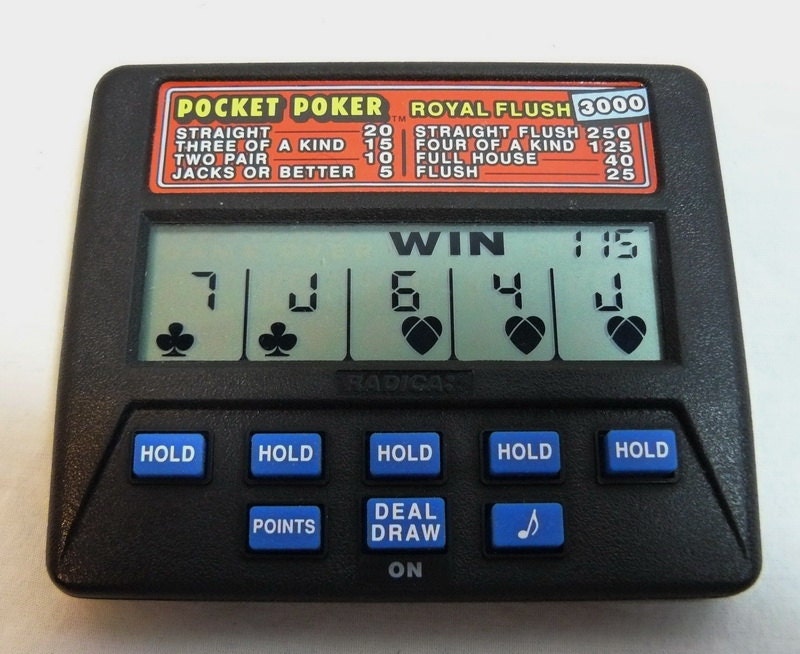 POCKET POKER™ ROYAL FLUSH 3000
STRAIGHT 20
THREE OF A KIND 15
TWO PAIR 10
JACKS OR BETTER 5
STRAIGHT FLUSH 250
FOUR OF A KIND 125
FULL HOUSE 40
FLUSH 25
WIN 115
7 J 6 4 J
RADICA
HOLD HOLD HOLD HOLD HOLD
POINTS
DEAL
DRAW
ON